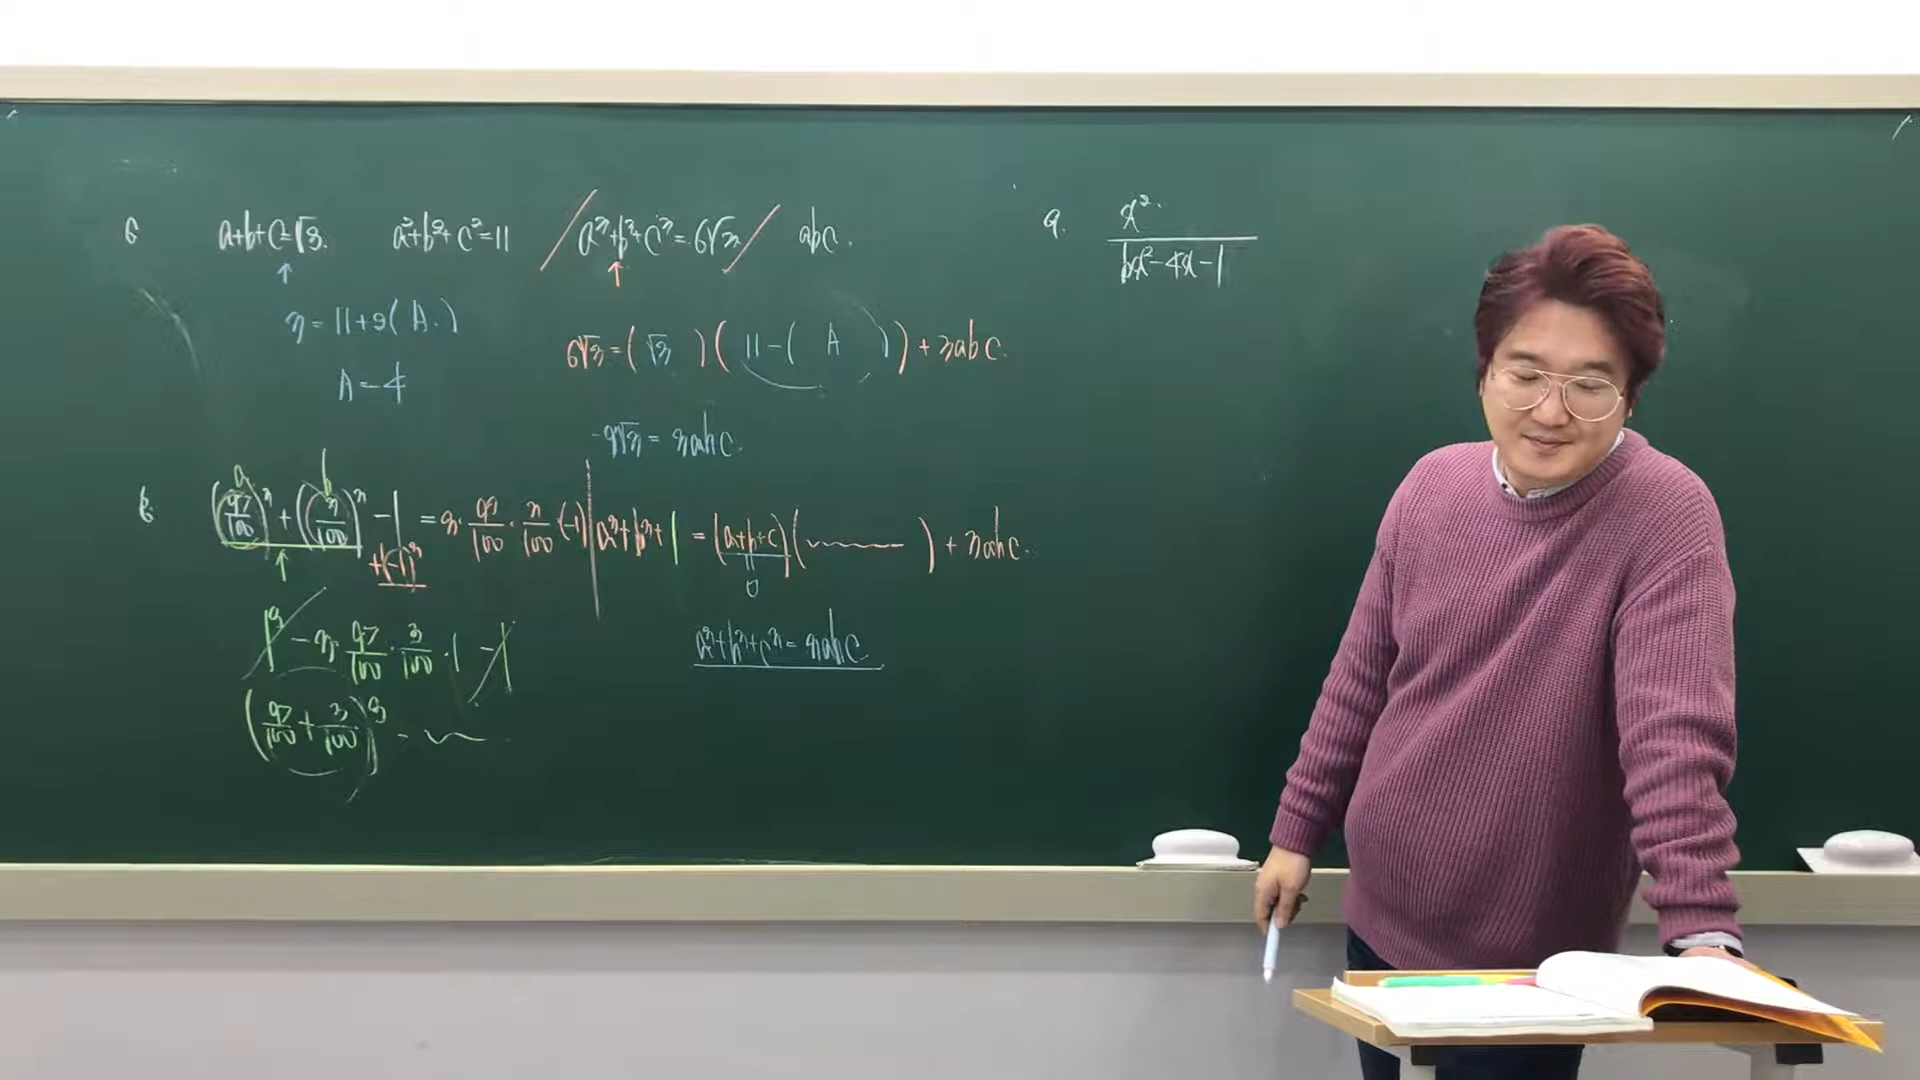 6 a+b+c=√3. a²+b²+c²=11 a³+b³+c³=6√3 abc.
↑ ↑
3=11+2( A. )
6√3=( √3 )( 11-( A ))+3abc.
A=-4
-9√3=3abc.
8. (97/100)³+(3/100)³-1 =3·97/100·3/100·(-1)
a b
+(-1)³
↑
a³+b³+1 =(a+b+c)( )+3abc.
0
1³-3·97/100·3/100·1-1
a³+b³+c³=3abc
(97/100+3/100)³-
9. x²
bx²-4x-1